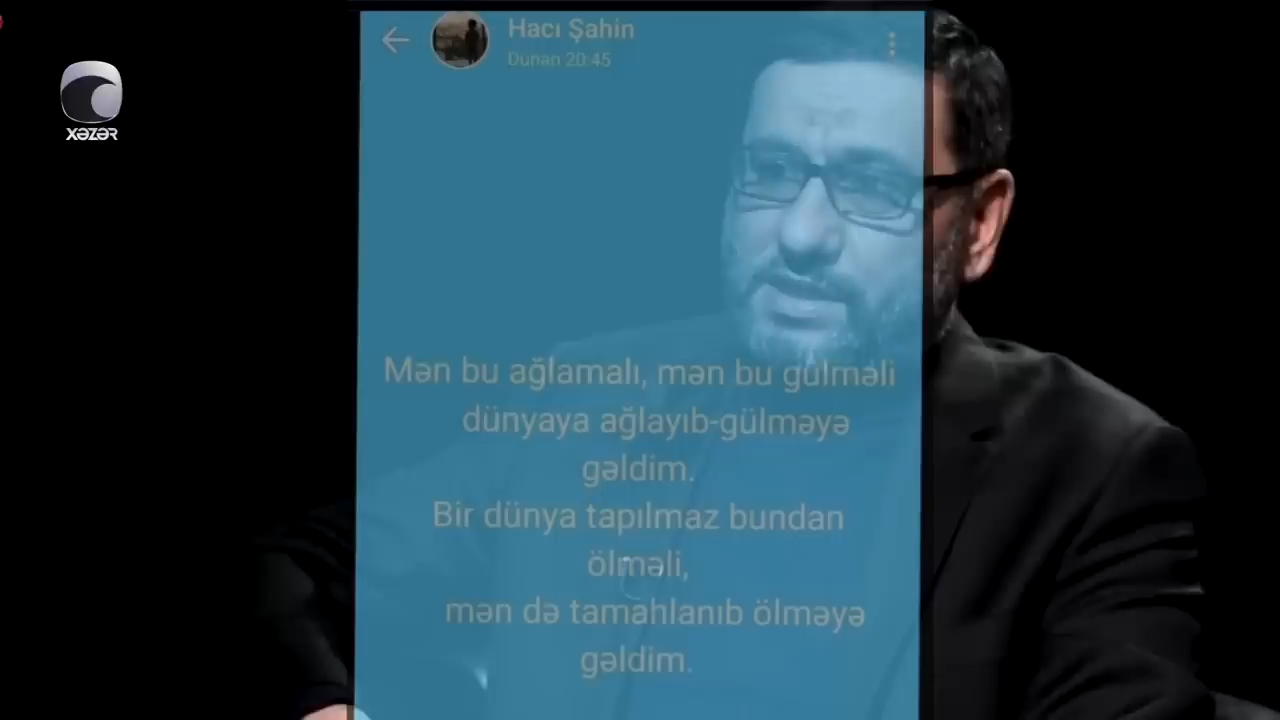 XƏZƏR
Hacı Şahin
Dünən 20:45
Mən bu ağlamalı, mən bu gülməli
dünyaya ağlayıb-gülməyə
gəldim.
Bir dünya tapılmaz bundan
ölməli,
mən də tamahlanıb ölməyə
gəldim.